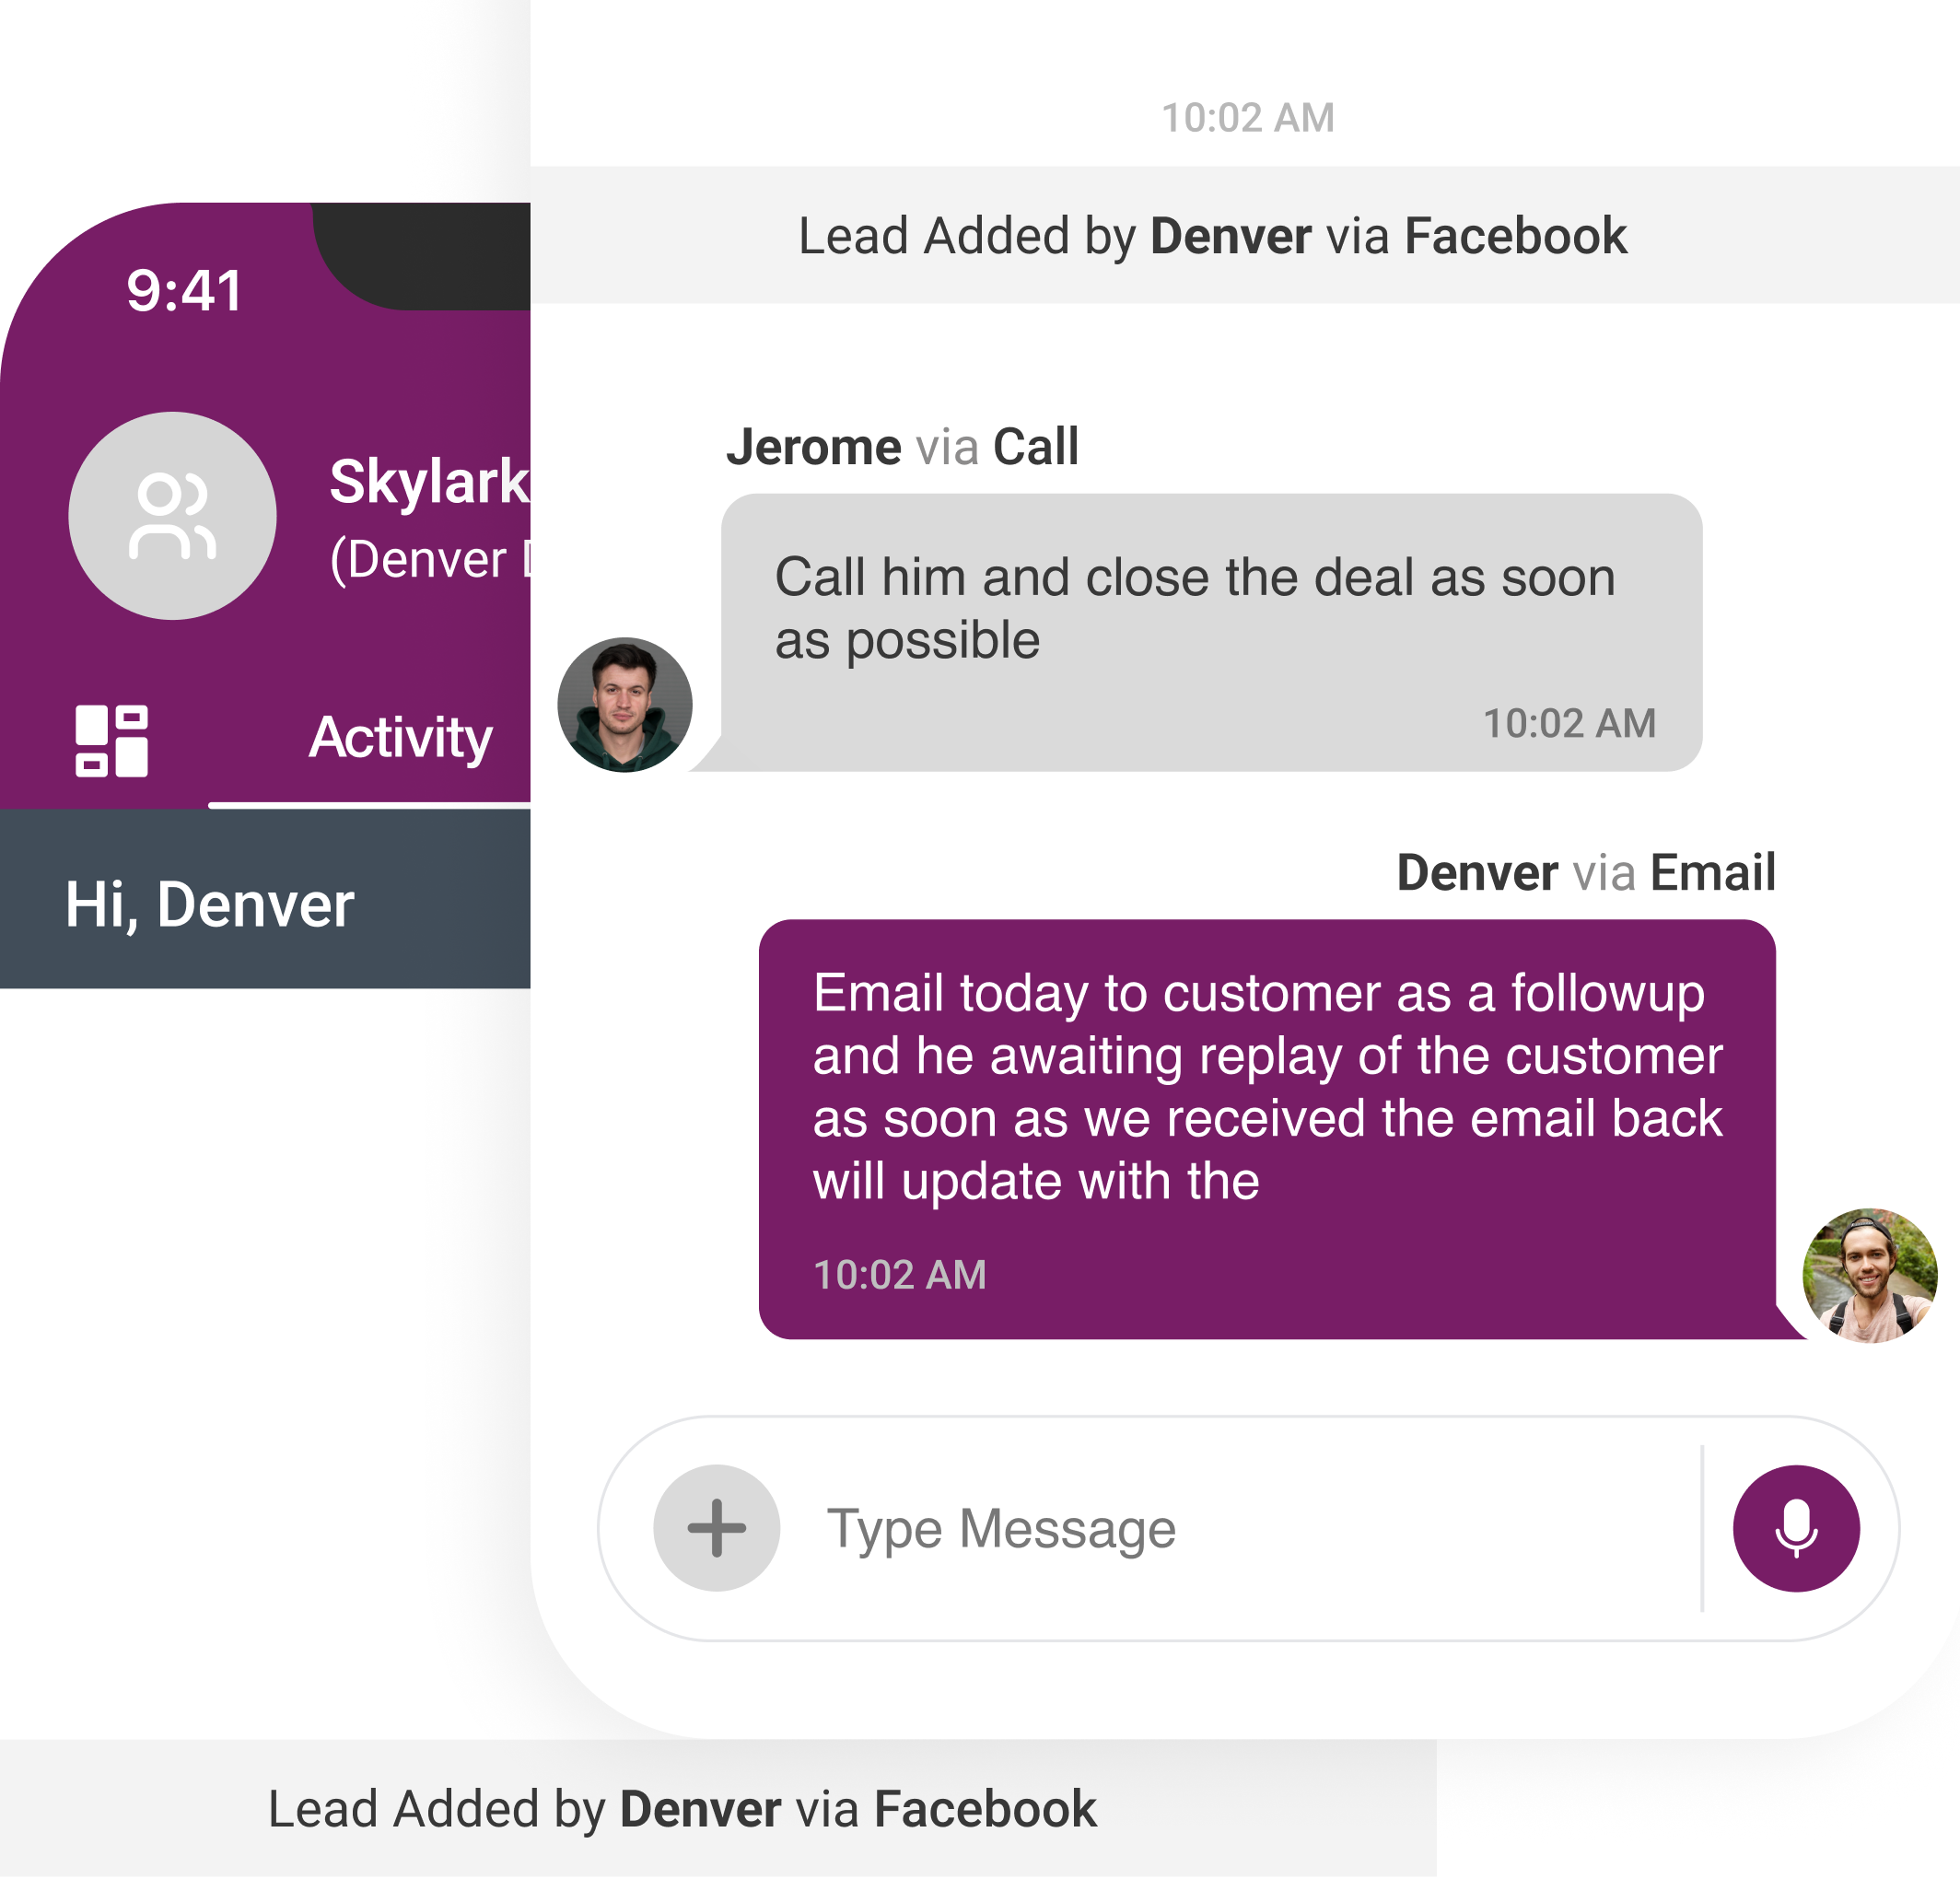 10:02 AM
Lead Added by Denver via Facebook
9:41
Skylark
(Denver
Activity
Hi, Denver
Jerome via Call
Call him and close the deal as soon
as possible
10:02 AM
Denver via Email
Email today to customer as a followup
and he awaiting replay of the customer
as soon as we received the email back
will update with the
10:02 AM
Type Message
Lead Added by Denver via Facebook